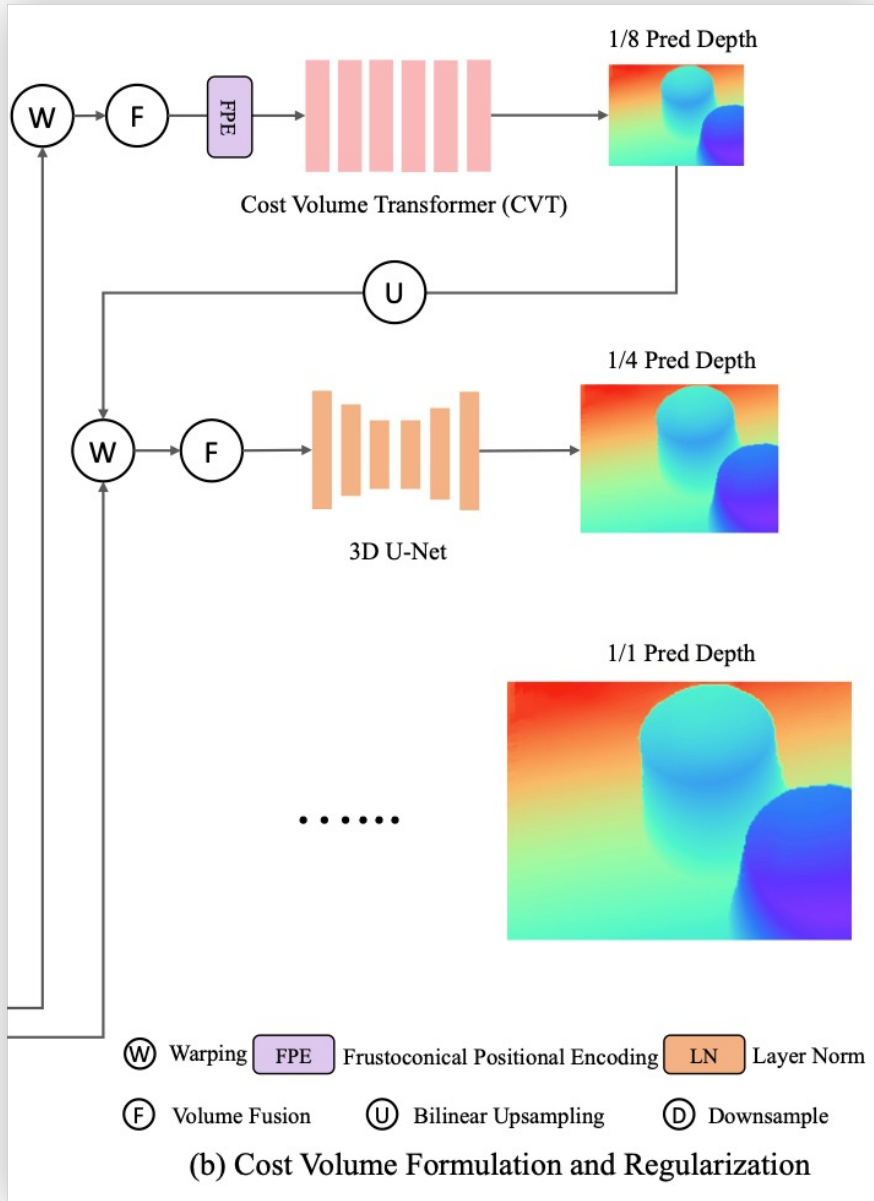 1/8 Pred Depth
W
F
FPE
Cost Volume Transformer (CVT)
U
1/4 Pred Depth
W
F
3D U-Net
1/1 Pred Depth
......
W Warping FPE Frustoconical Positional Encoding LN Layer Norm
F Volume Fusion U Bilinear Upsampling D Downsample
(b) Cost Volume Formulation and Regularization